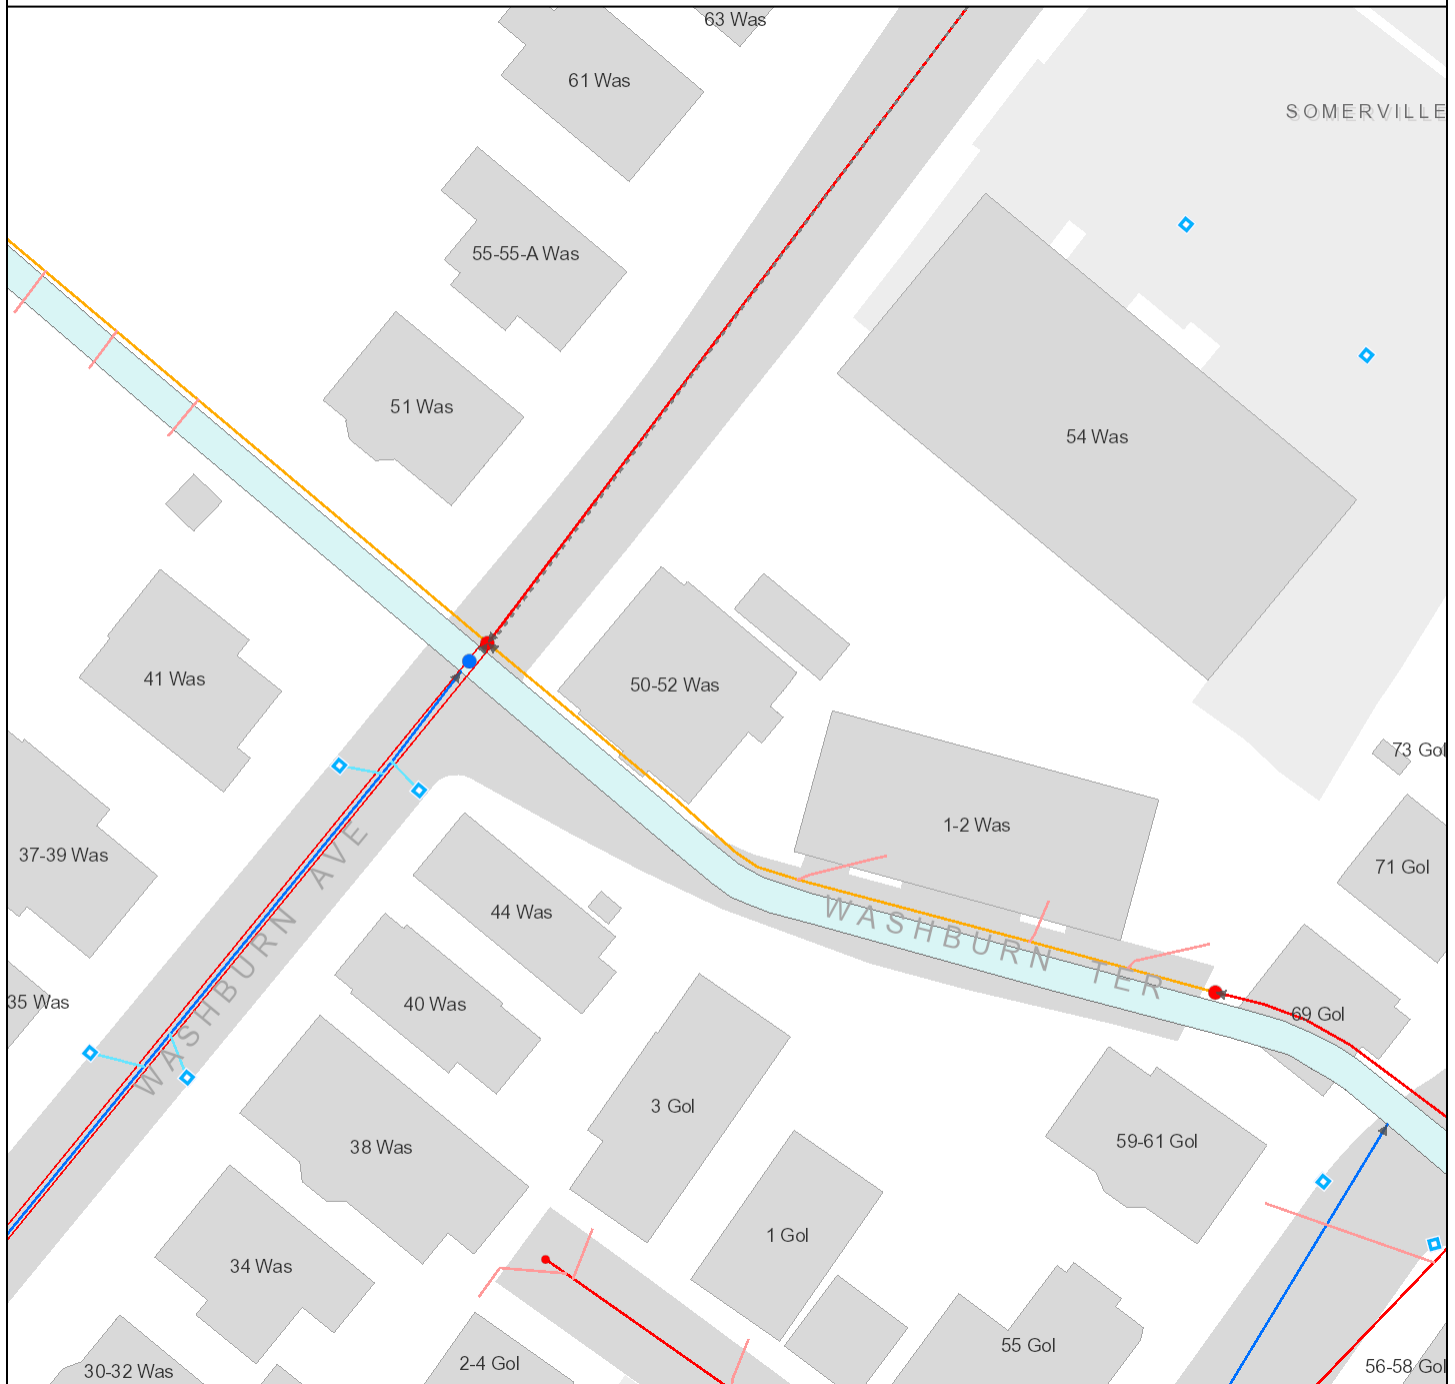 63 Was
61 Was
SOMERVILLE
55-55-A Was
51 Was
54 Was
41 Was
50-52 Was
73 Gol
37-39 Was
1-2 Was
71 Gol
WASHBURN AVE
44 Was
WASHBURN TER
35 Was
40 Was
69 Gol
3 Gol
38 Was
59-61 Gol
1 Gol
34 Was
55 Gol
30-32 Was
2-4 Gol
56-58 Gol